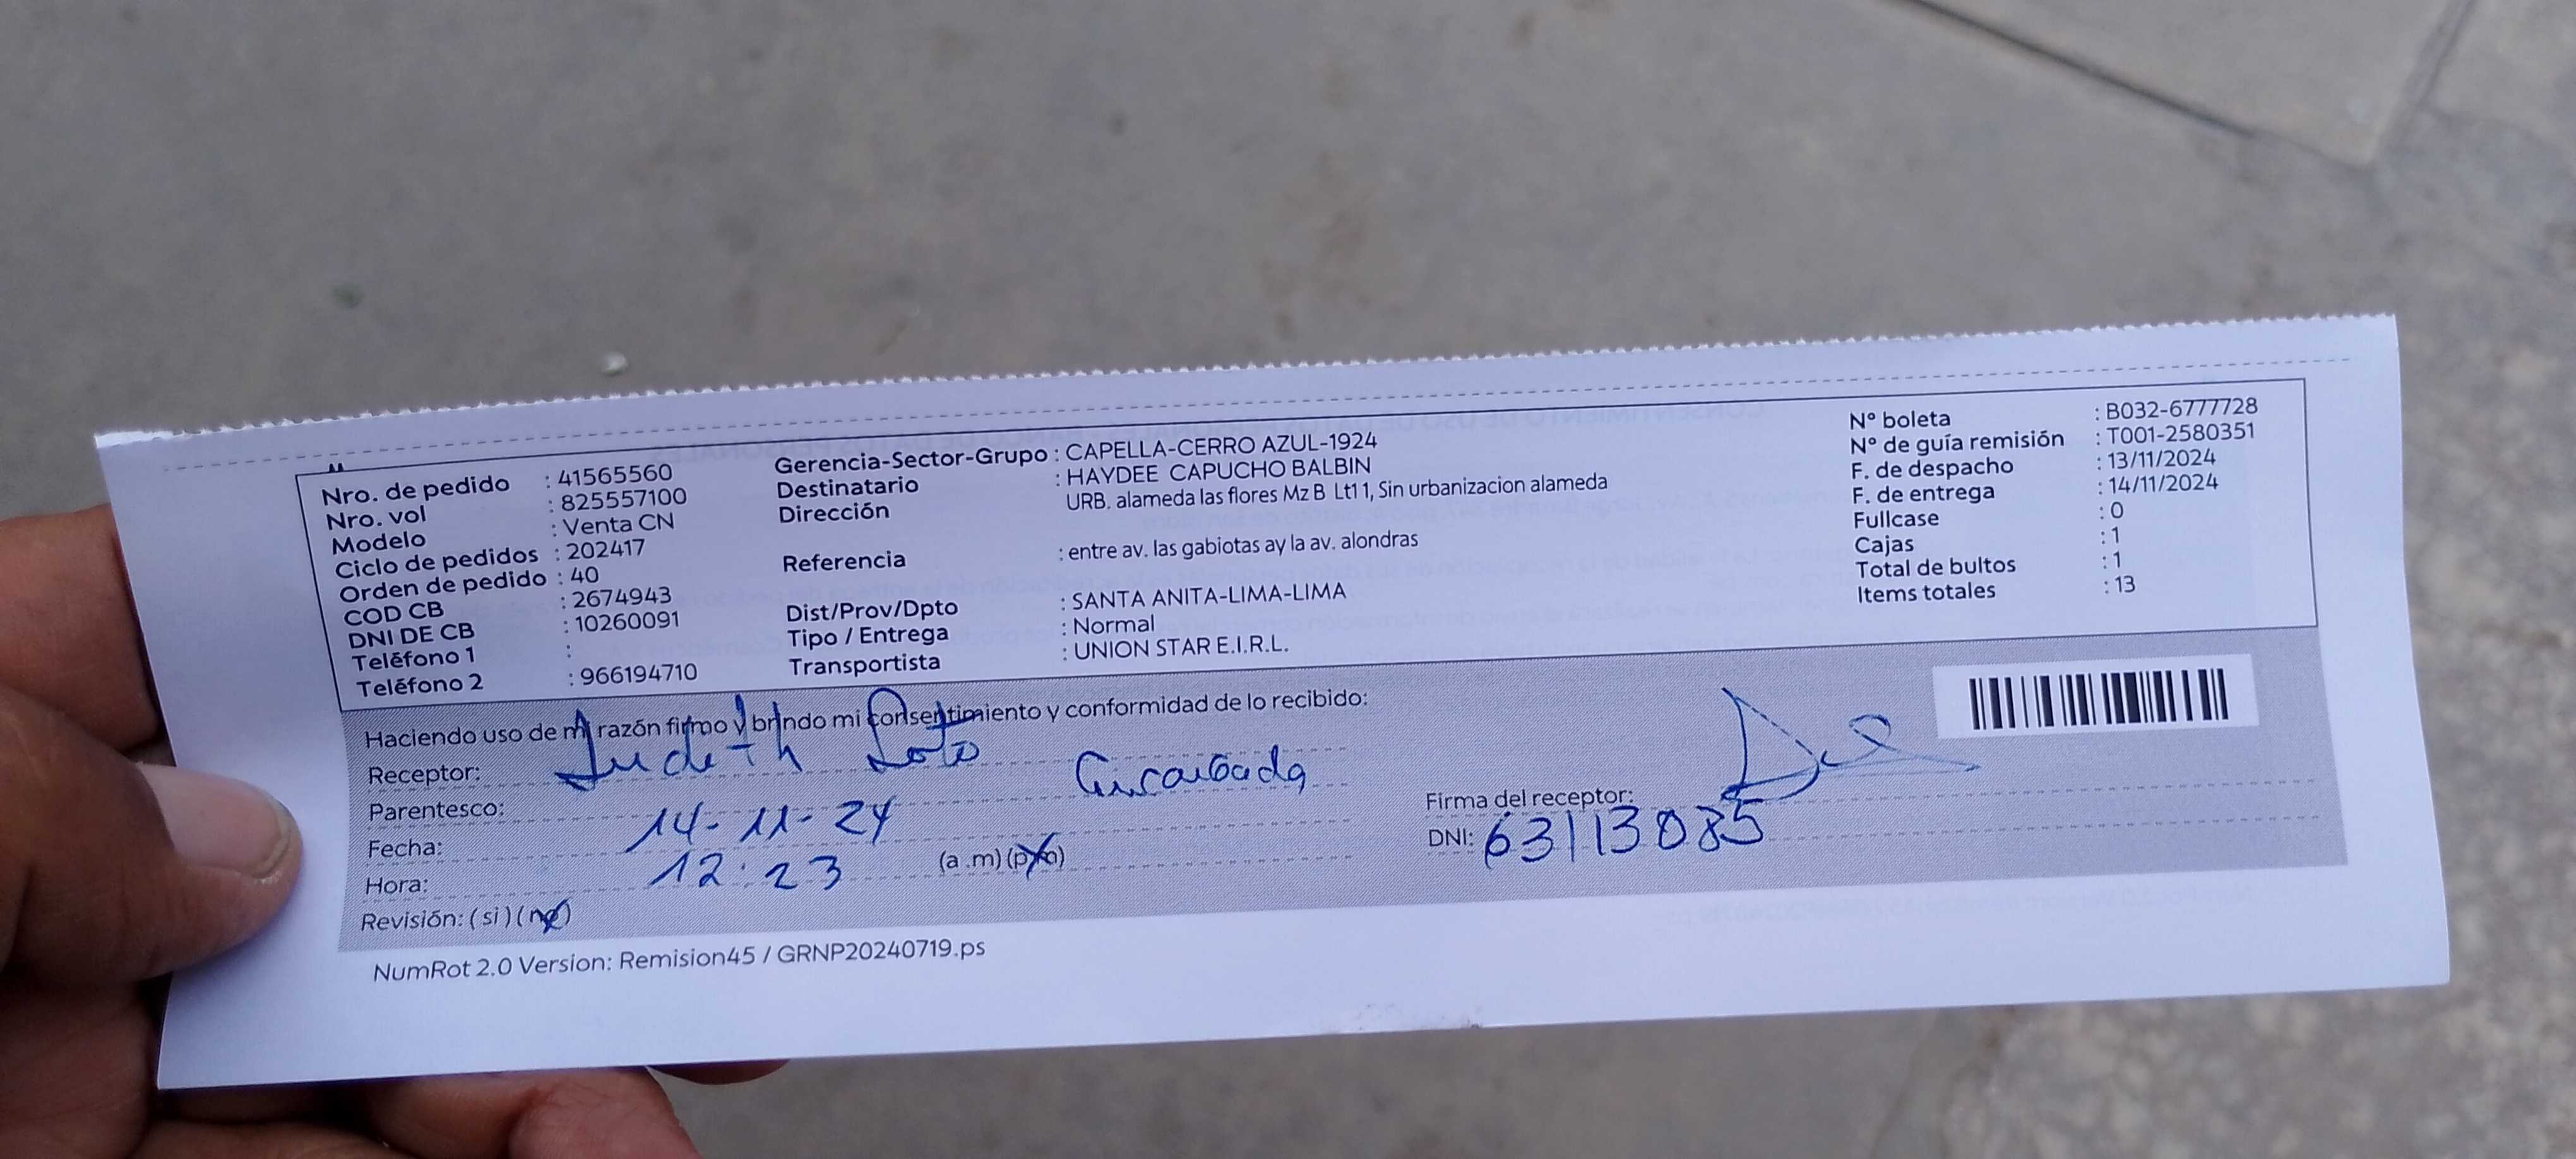 Nro. de pedido : 41565560
Nro. vol : 825557100
Modelo : Venta CN
Ciclo de pedidos : 202417
Orden de pedido : 40
COD CB : 2674943
DNI DE CB : 10260091
Teléfono 1 :
Teléfono 2 : 966194710
Gerencia-Sector-Grupo : CAPELLA-CERRO AZUL-1924
Destinatario : HAYDEE CAPUCHO BALBIN
Dirección URB. alameda las flores Mz B Lt11, Sin urbanizacion alameda
Referencia : entre av. las gabiotas ay la av. alondras
Dist/Prov/Dpto : SANTA ANITA-LIMA-LIMA
Tipo / Entrega : Normal
Transportista : UNION STAR E.I.R.L.
N° boleta : B032-6777728
N° de guía remisión : T001-2580351
F. de despacho : 13/11/2024
F. de entrega : 14/11/2024
Fullcase : 0
Cajas : 1
Total de bultos : 1
Items totales : 13
Haciendo uso de mi razón firmo y brindo mi consentimiento y conformidad de lo recibido:
Receptor: Judith Soto
Parentesco:
Fecha: 14-11-24
Hora: 12:23 (a.m) (p.m)
Revisión: (si) (no)
Firma del receptor:
DNI: 63113085
NumRot 2.0 Version: Remision45 / GRNP20240719.ps